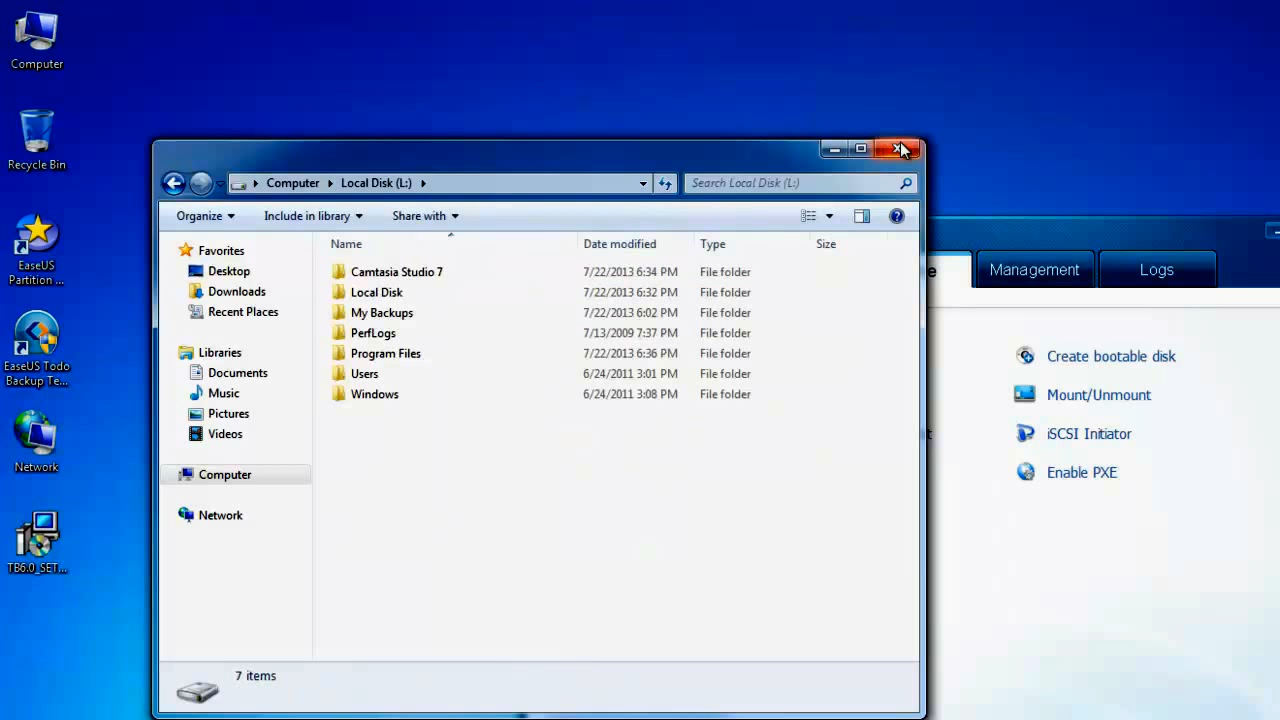 Computer
Recycle Bin
EaseUS
Partition ...
EaseUS Todo
Backup Te...
Network
TB6.0_SET...
Computer
Local Disk (L:)
Search Local Disk (L:)
Organize
Include in library
Share with
Name
Date modified
Type
Size
Favorites
Desktop
Downloads
Recent Places
Libraries
Documents
Music
Pictures
Videos
Computer
Network
Camtasia Studio 7 7/22/2013 6:34 PM File folder
Local Disk 7/22/2013 6:32 PM File folder
My Backups 7/22/2013 6:02 PM File folder
PerfLogs 7/13/2009 7:37 PM File folder
Program Files 7/22/2013 6:36 PM File folder
Users 6/24/2011 3:01 PM File folder
Windows 6/24/2011 3:08 PM File folder
7 items
e
Management
Logs
Create bootable disk
Mount/Unmount
t
iSCSI Initiator
Enable PXE